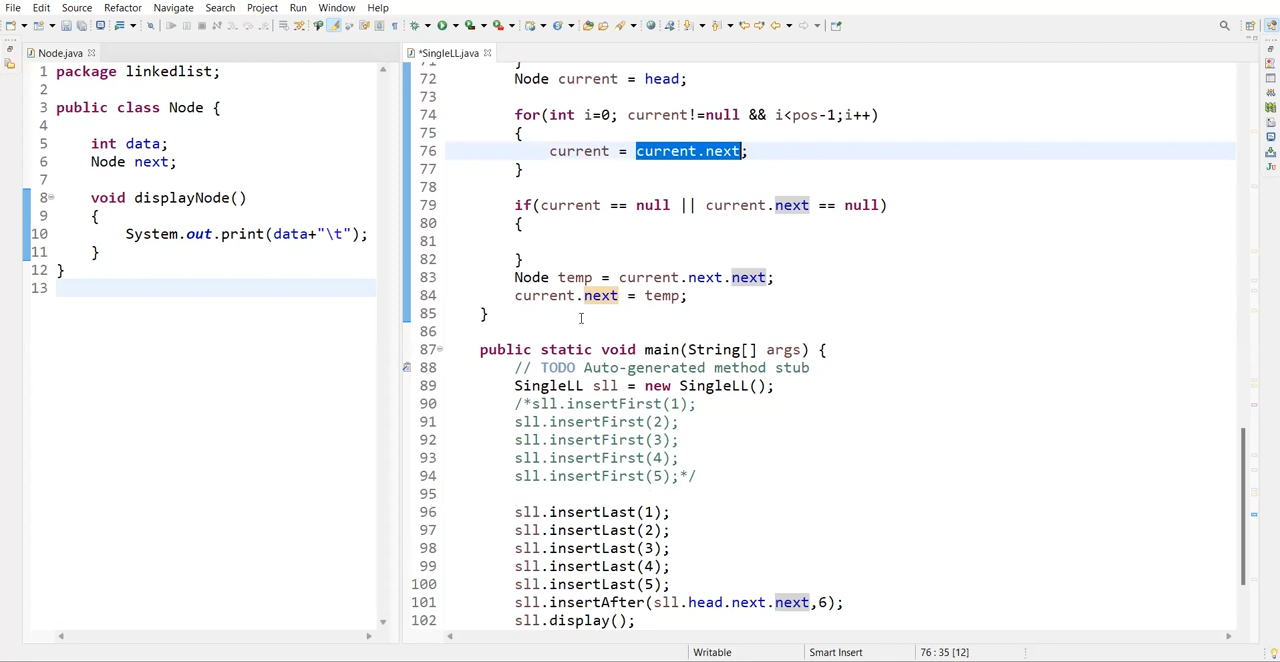 File Edit Source Refactor Navigate Search Project Run Window Help
Node.java
1 package linkedlist;
2
3 public class Node {
4
5     int data;
6     Node next;
7
8     void displayNode()
9     {
10         System.out.print(data+"\t");
11     }
12 }
13
*SingleLL.java
72 Node current = head;
73
74 for(int i=0; current!=null && i<pos-1;i++)
75 {
76     current = current.next;
77 }
78
79 if(current == null || current.next == null)
80 {
81
82 }
83 Node temp = current.next.next;
84 current.next = temp;
85 }
86
87 public static void main(String[] args) {
88     // TODO Auto-generated method stub
89     SingleLL sll = new SingleLL();
90     /*sll.insertFirst(1);
91     sll.insertFirst(2);
92     sll.insertFirst(3);
93     sll.insertFirst(4);
94     sll.insertFirst(5);*/
95
96     sll.insertLast(1);
97     sll.insertLast(2);
98     sll.insertLast(3);
99     sll.insertLast(4);
100     sll.insertLast(5);
101     sll.insertAfter(sll.head.next.next,6);
102     sll.display();
Writable Smart Insert 76 : 35 [12]